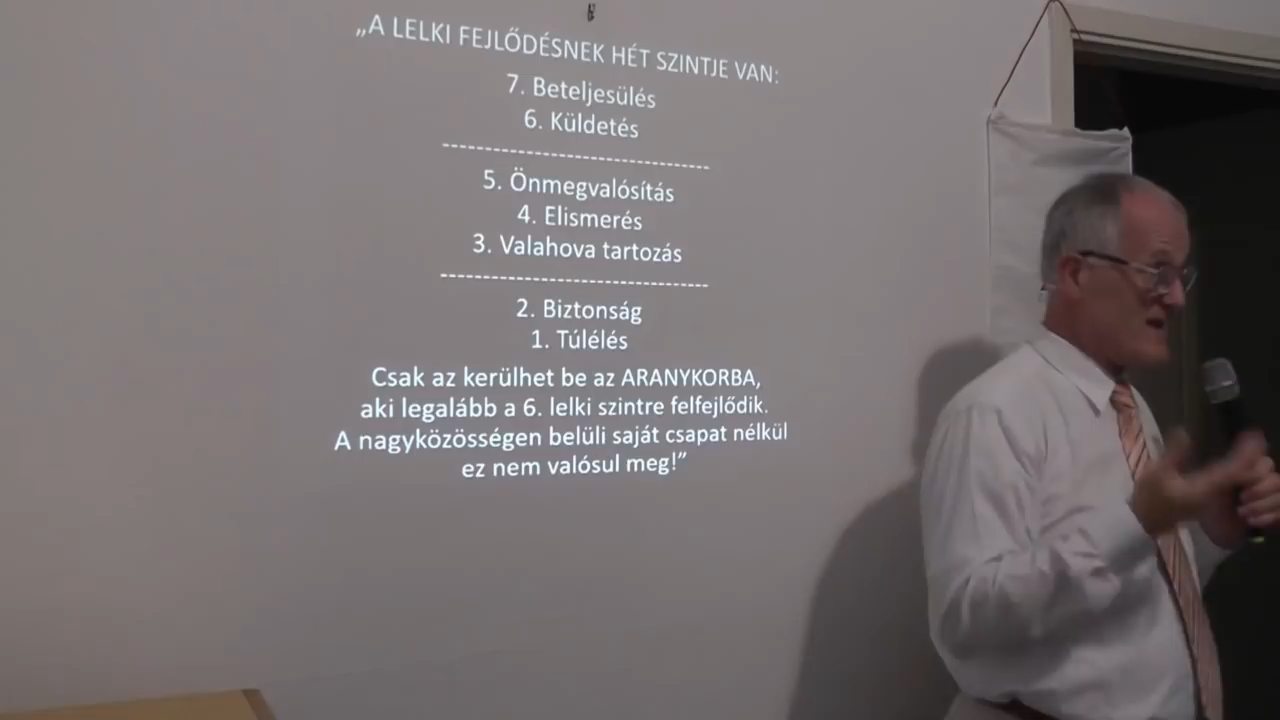 „A LELKI FEJLŐDÉSNEK HÉT SZINTJE VAN:
7. Beteljesülés
6. Küldetés
-------------------------------
5. Önmegvalósítás
4. Elismerés
3. Valahova tartozás
-------------------------------
2. Biztonság
1. Túlélés
Csak az kerülhet be az ARANYKORBA,
aki legalább a 6. lelki szintre felfejlődik.
A nagyközösségen belüli saját csapat nélkül
ez nem valósul meg!”